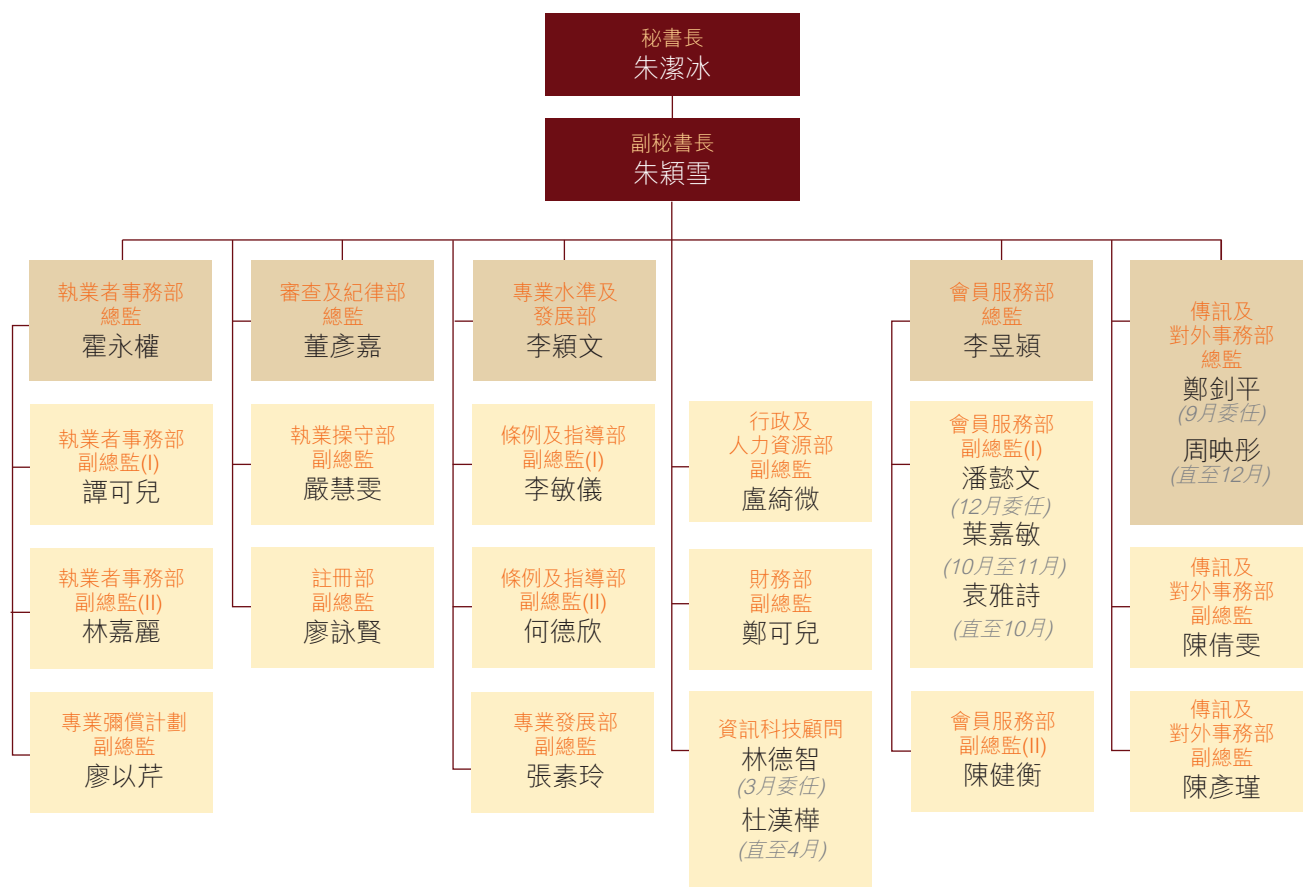 秘書長
朱潔冰
副秘書長
朱穎雪
執業者事務部
總監
霍永權
執業者事務部
副總監(I)
譚可兒
執業者事務部
副總監(II)
林嘉麗
專業彌償計劃
副總監
廖以芹
審查及紀律部
總監
董彥嘉
執業操守部
副總監
嚴慧雯
註冊部
副總監
廖詠賢
專業水準及
發展部
李穎文
條例及指導部
副總監(I)
李敏儀
條例及指導部
副總監(II)
何德欣
專業發展部
副總監
張素玲
行政及
人力資源部
副總監
盧綺微
財務部
副總監
鄭可兒
資訊科技顧問
林德智
(3月委任)
杜漢樺
(直至4月)
會員服務部
總監
李昱潁
會員服務部
副總監(I)
潘懿文
(12月委任)
葉嘉敏
(10月至11月)
袁雅詩
(直至10月)
會員服務部
副總監(II)
陳健衡
傳訊及
對外事務部
總監
鄭釗平
(9月委任)
周映彤
(直至12月)
傳訊及
對外事務部
副總監
陳倩雯
傳訊及
對外事務部
副總監
陳彥瑾